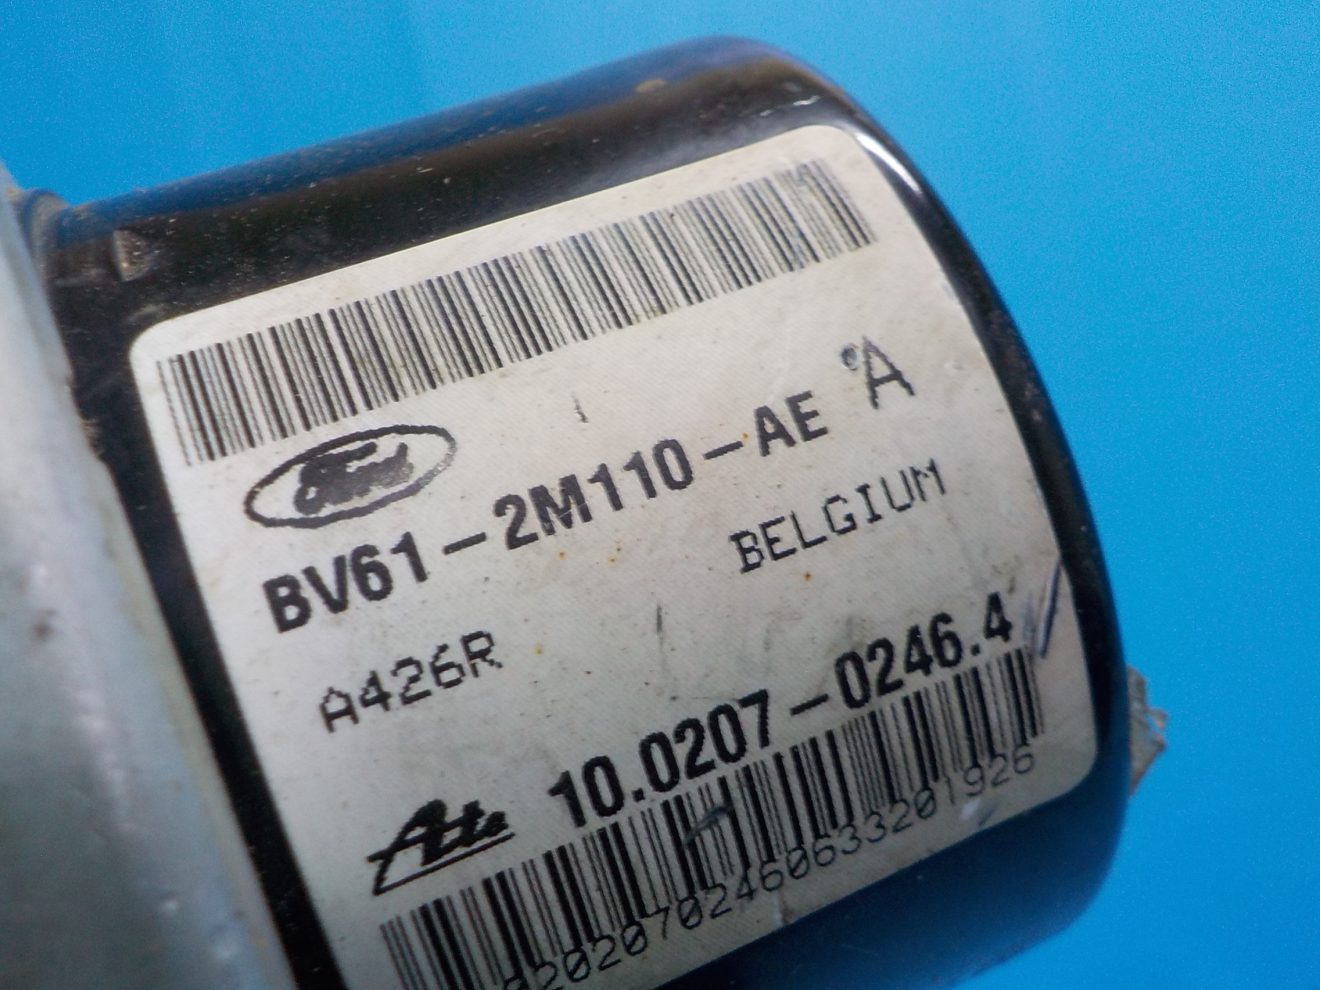 Ford
BV61-2M110-AE A
BELGIUM
A426R
Ate 10.0207-0246.4